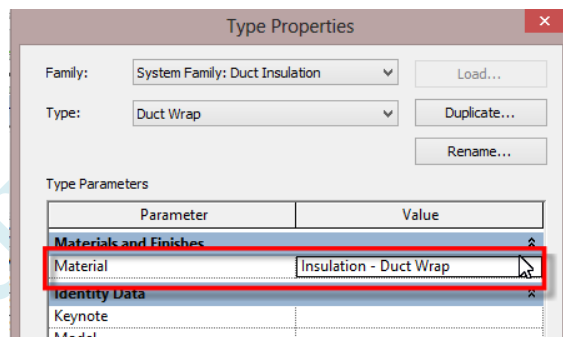 Type Properties
Family: System Family: Duct Insulation Load...
Type: Duct Wrap Duplicate...
Rename...
Type Parameters
Parameter Value
Materials and Finishes
Material Insulation - Duct Wrap
Identity Data
Keynote
Model